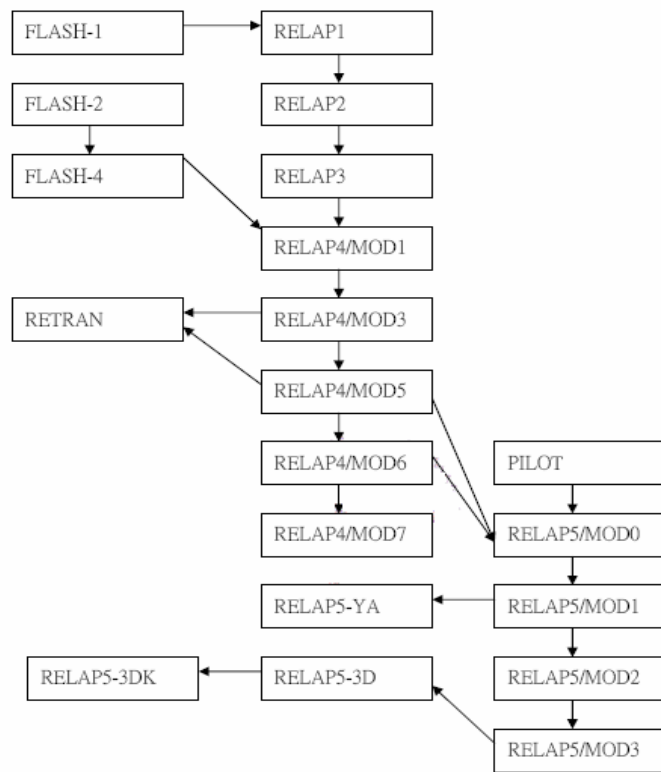 FLASH-1
RELAP1
FLASH-2
RELAP2
FLASH-4
RELAP3
RELAP4/MOD1
RETRAN
RELAP4/MOD3
RELAP4/MOD5
RELAP4/MOD6
PILOT
RELAP4/MOD7
RELAP5/MOD0
RELAP5-YA
RELAP5/MOD1
RELAP5-3DK
RELAP5-3D
RELAP5/MOD2
RELAP5/MOD3